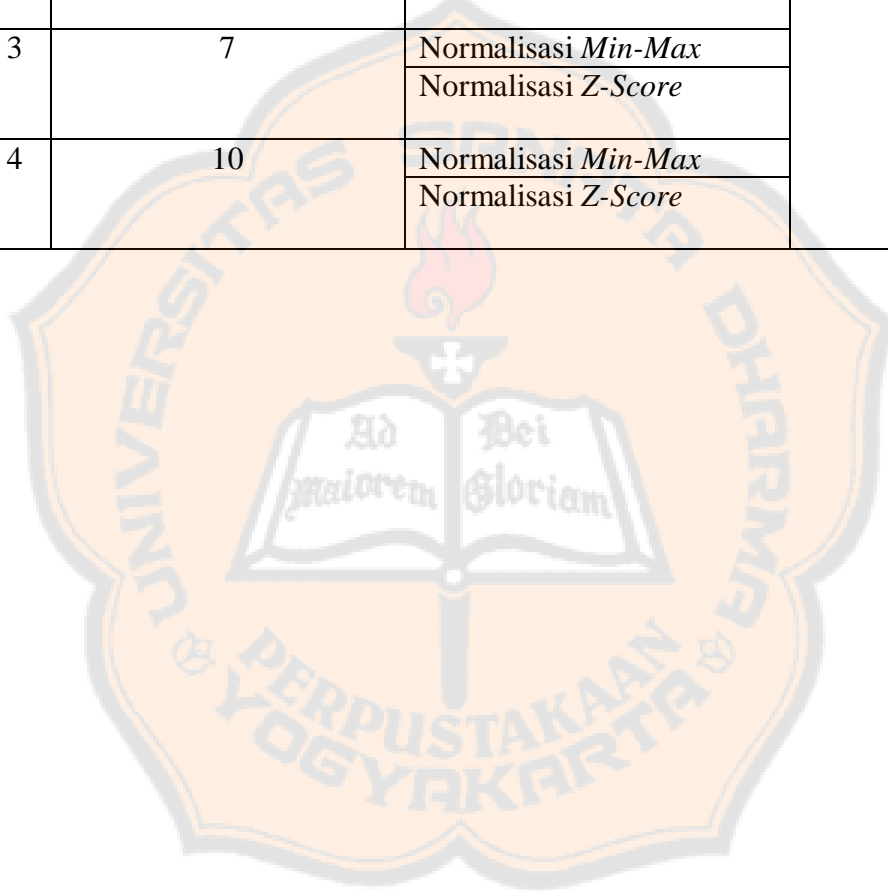 3 7 Normalisasi Min-Max
Normalisasi Z-Score
4 10 Normalisasi Min-Max
Normalisasi Z-Score
UNIVERSITAS SANATA DHARMA
Ad Dei
Maiorem Gloriam
PERPUSTAKAAN
YOGYAKARTA